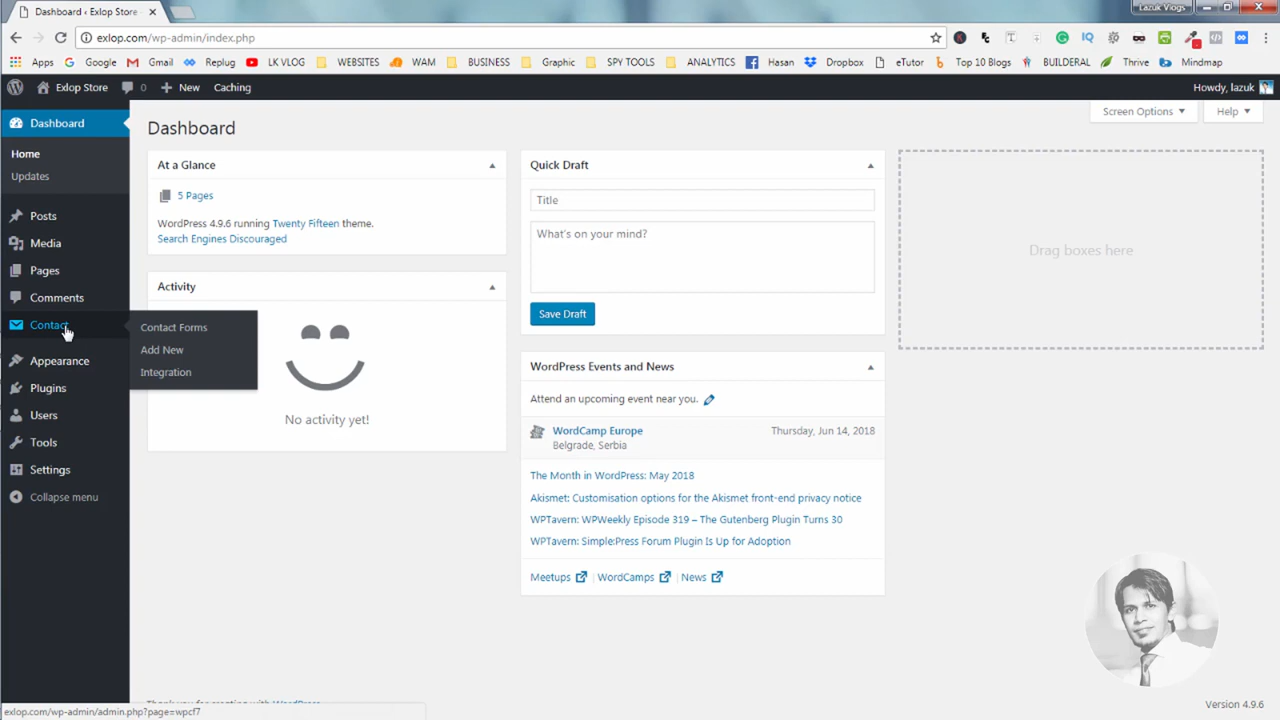 Dashboard ‹ Exlop Store
Lazuk Vlogs
exlop.com/wp-admin/index.php
Apps Google Gmail Replug LK VLOG WEBSITES WAM BUSINESS Graphic SPY TOOLS ANALYTICS Hasan Dropbox eTutor Top 10 Blogs BUILDERAL Thrive Mindmap
Exlop Store 0 New Caching
Howdy, lazuk
Screen Options
Help
Dashboard
Home
Updates
Posts
Media
Pages
Comments
Contact
Contact Forms
Add New
Integration
Appearance
Plugins
Users
Tools
Settings
Collapse menu
Dashboard
At a Glance
5 Pages
WordPress 4.9.6 running Twenty Fifteen theme.
Search Engines Discouraged
Activity
No activity yet!
Quick Draft
Title
What's on your mind?
Save Draft
WordPress Events and News
Attend an upcoming event near you.
WordCamp Europe
Thursday, Jun 14, 2018
Belgrade, Serbia
The Month in WordPress: May 2018
Akismet: Customisation options for the Akismet front-end privacy notice
WPTavern: WPWeekly Episode 319 – The Gutenberg Plugin Turns 30
WPTavern: Simple:Press Forum Plugin Is Up for Adoption
Meetups | WordCamps | News
Drag boxes here
Thank you for creating with WordPress
Version 4.9.6
exlop.com/wp-admin/admin.php?page=wpcf7